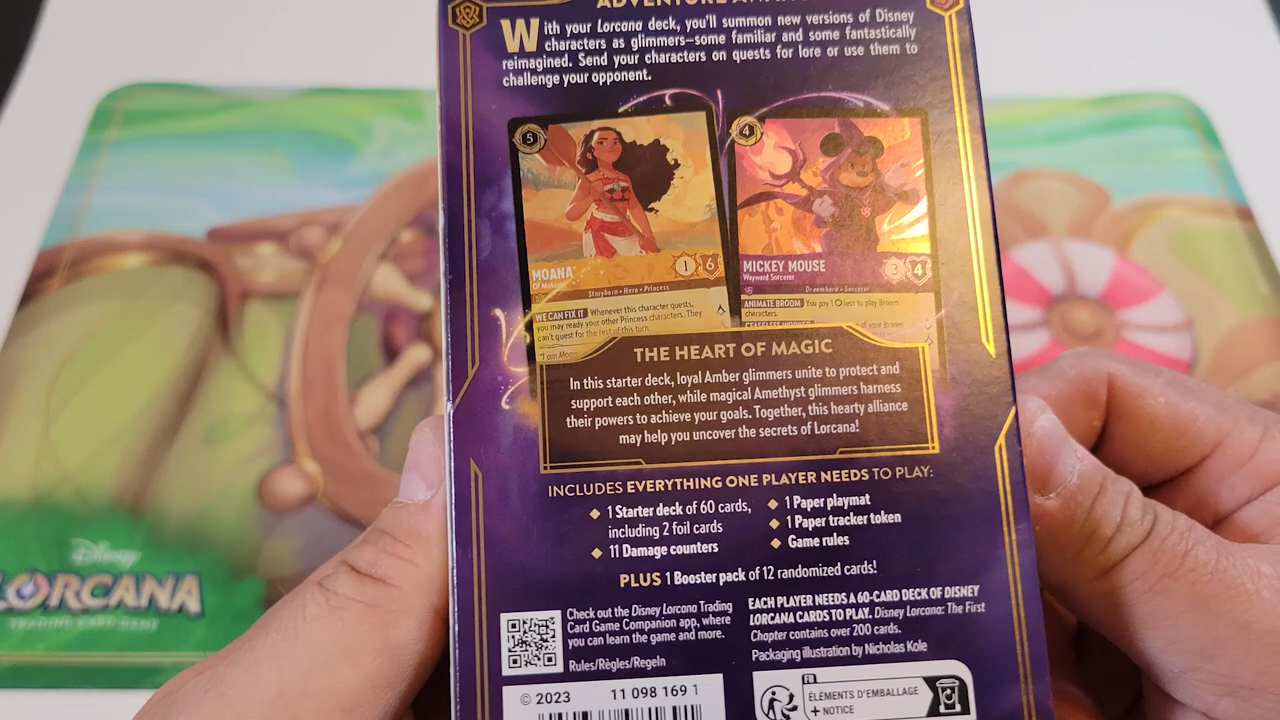 With your Lorcana deck, you'll summon new versions of Disney
characters as glimmers—some familiar and some fantastically
reimagined. Send your characters on quests for lore or use them to
challenge your opponent.
5
4
MOANA
1 6
Storyborn • Hero • Princess
WE CAN FIX IT Whenever this character quests,
you may ready your other Princess characters. They
can't quest for the rest of this turn.
MICKEY MOUSE
Wayward Sorcerer
3 4
Dreamborn • Sorcerer
ANIMATE BROOM You pay 1 less to play Broom
characters.
of your Broom
THE HEART OF MAGIC
In this starter deck, loyal Amber glimmers unite to protect and
support each other, while magical Amethyst glimmers harness
their powers to achieve your goals. Together, this hearty alliance
may help you uncover the secrets of Lorcana!
INCLUDES EVERYTHING ONE PLAYER NEEDS TO PLAY:
◆ 1 Starter deck of 60 cards,
including 2 foil cards
◆ 11 Damage counters
◆ 1 Paper playmat
◆ 1 Paper tracker token
◆ Game rules
PLUS 1 Booster pack of 12 randomized cards!
Check out the Disney Lorcana Trading
Card Game Companion app, where
you can learn the game and more.
Rules/Règles/Regeln
EACH PLAYER NEEDS A 60-CARD DECK OF DISNEY
LORCANA CARDS TO PLAY. Disney Lorcana: The First
Chapter contains over 200 cards.
Packaging illustration by Nicholas Kole
© 2023 11 098 169 1
FR
ÉLÉMENTS D'EMBALLAGE
+ NOTICE
Disney
LORCANA
TRADING CARD GAME